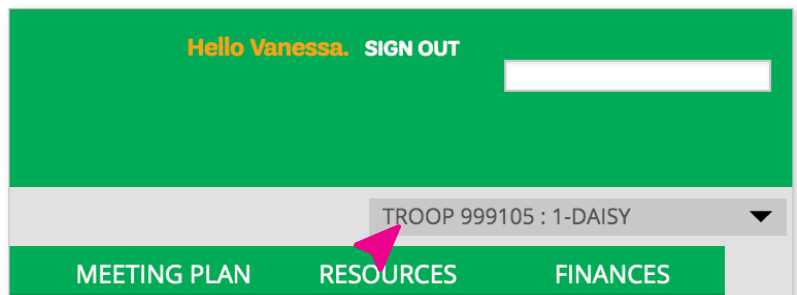 Hello Vanessa. SIGN OUT
TROOP 999105 : 1-DAISY
MEETING PLAN RESOURCES FINANCES